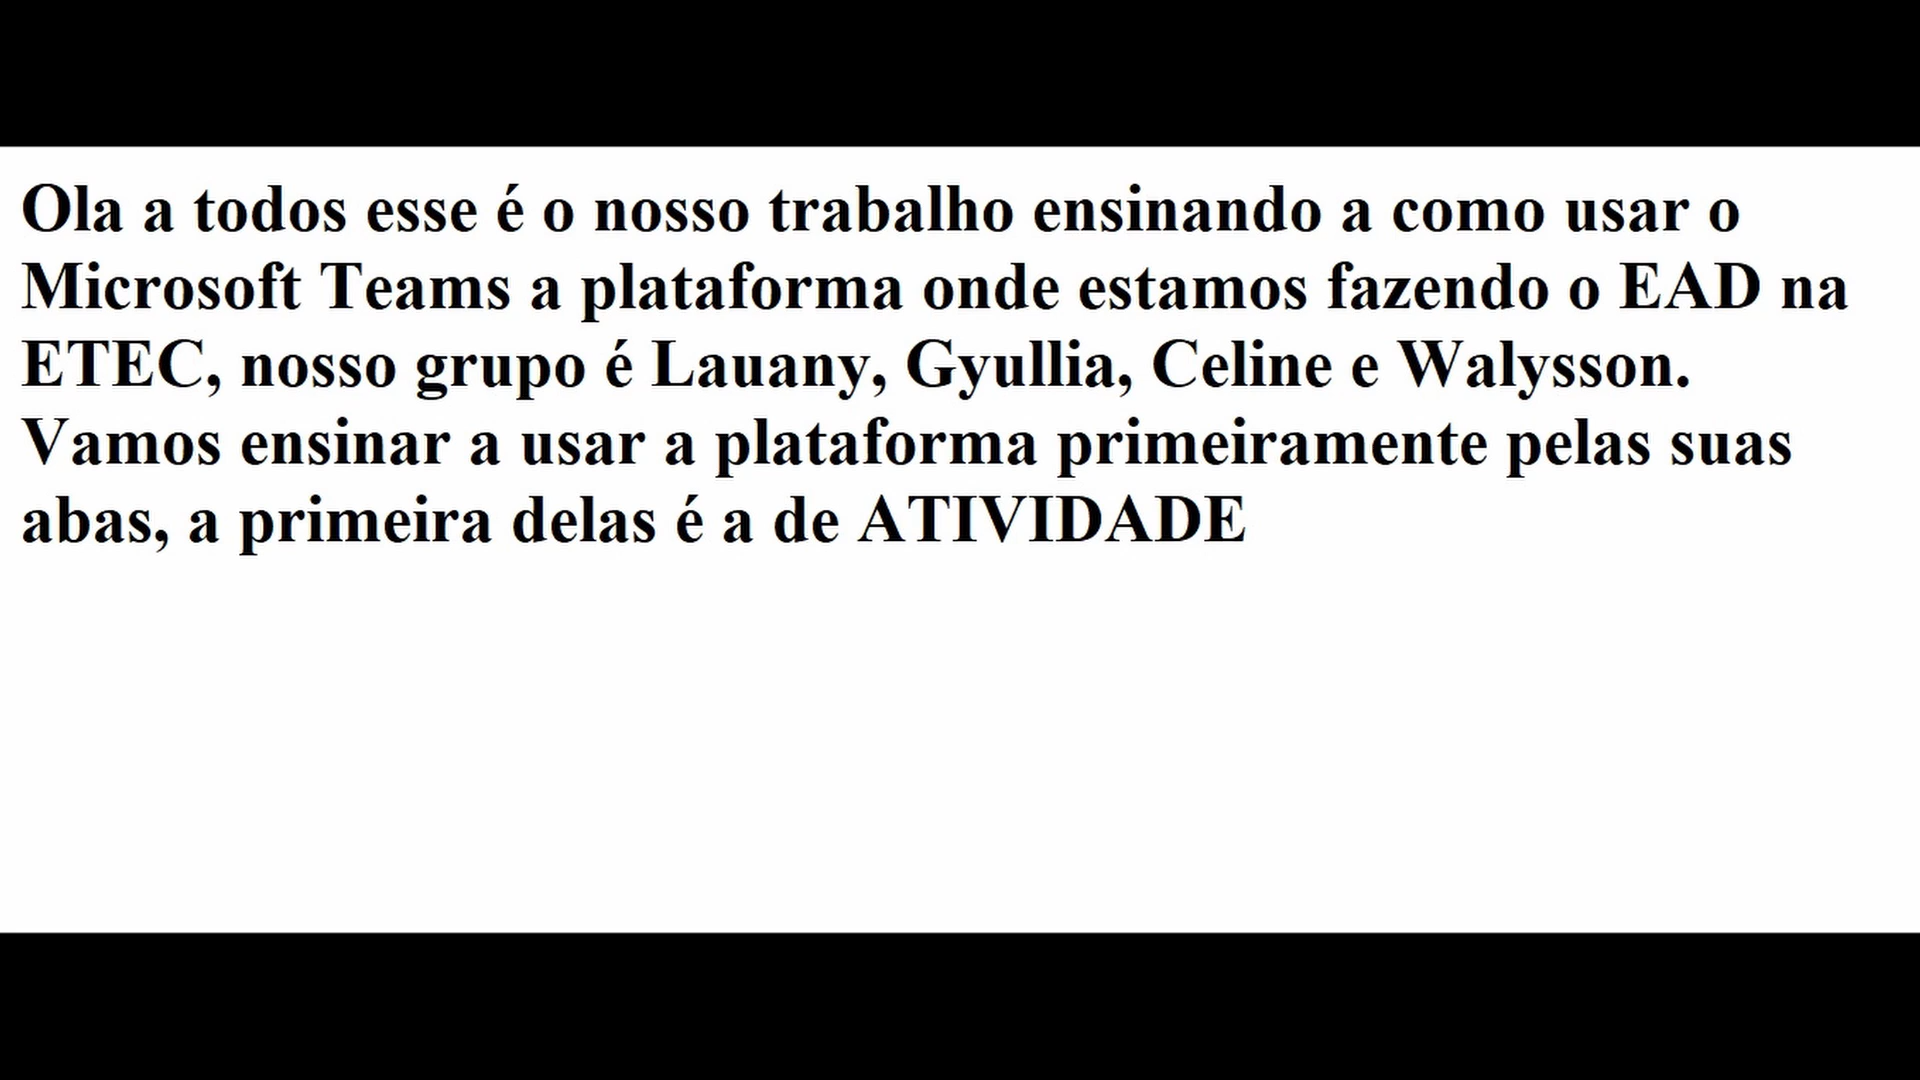 Ola a todos esse é o nosso trabalho ensinando a como usar o
Microsoft Teams a plataforma onde estamos fazendo o EAD na
ETEC, nosso grupo é Lauany, Gyullia, Celine e Walysson.
Vamos ensinar a usar a plataforma primeiramente pelas suas
abas, a primeira delas é a de ATIVIDADE